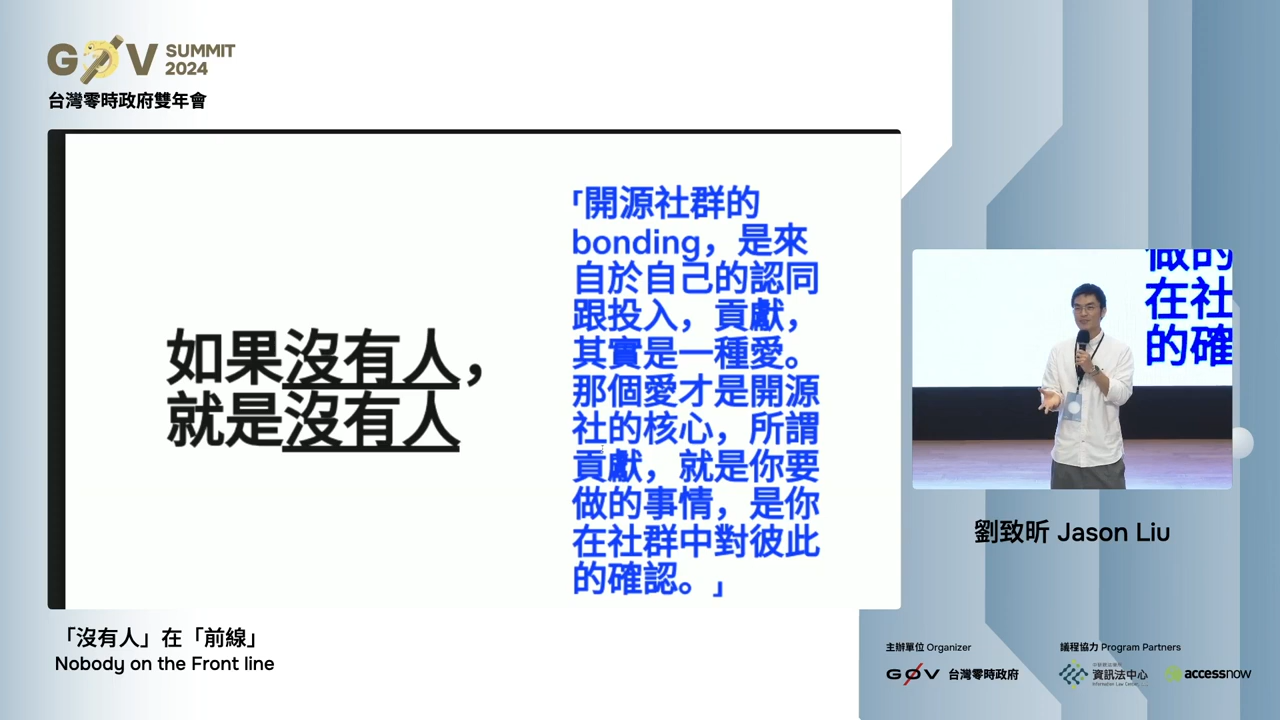 G0V SUMMIT 2024
台灣零時政府雙年會
如果沒有人，
就是沒有人
「開源社群的
bonding，是來
自於自己的認同
跟投入，貢獻，
其實是一種愛。
那個愛才是開源
社的核心，所謂
貢獻，就是你要
做的事情，是你
在社群中對彼此
的確認。」
做的
在社
的確
劉致昕 Jason Liu
「沒有人」在「前線」
Nobody on the Front line
主辦單位 Organizer
G0V 台灣零時政府
議程協力 Program Partners
資訊法中心
Information Law Center
accessnow